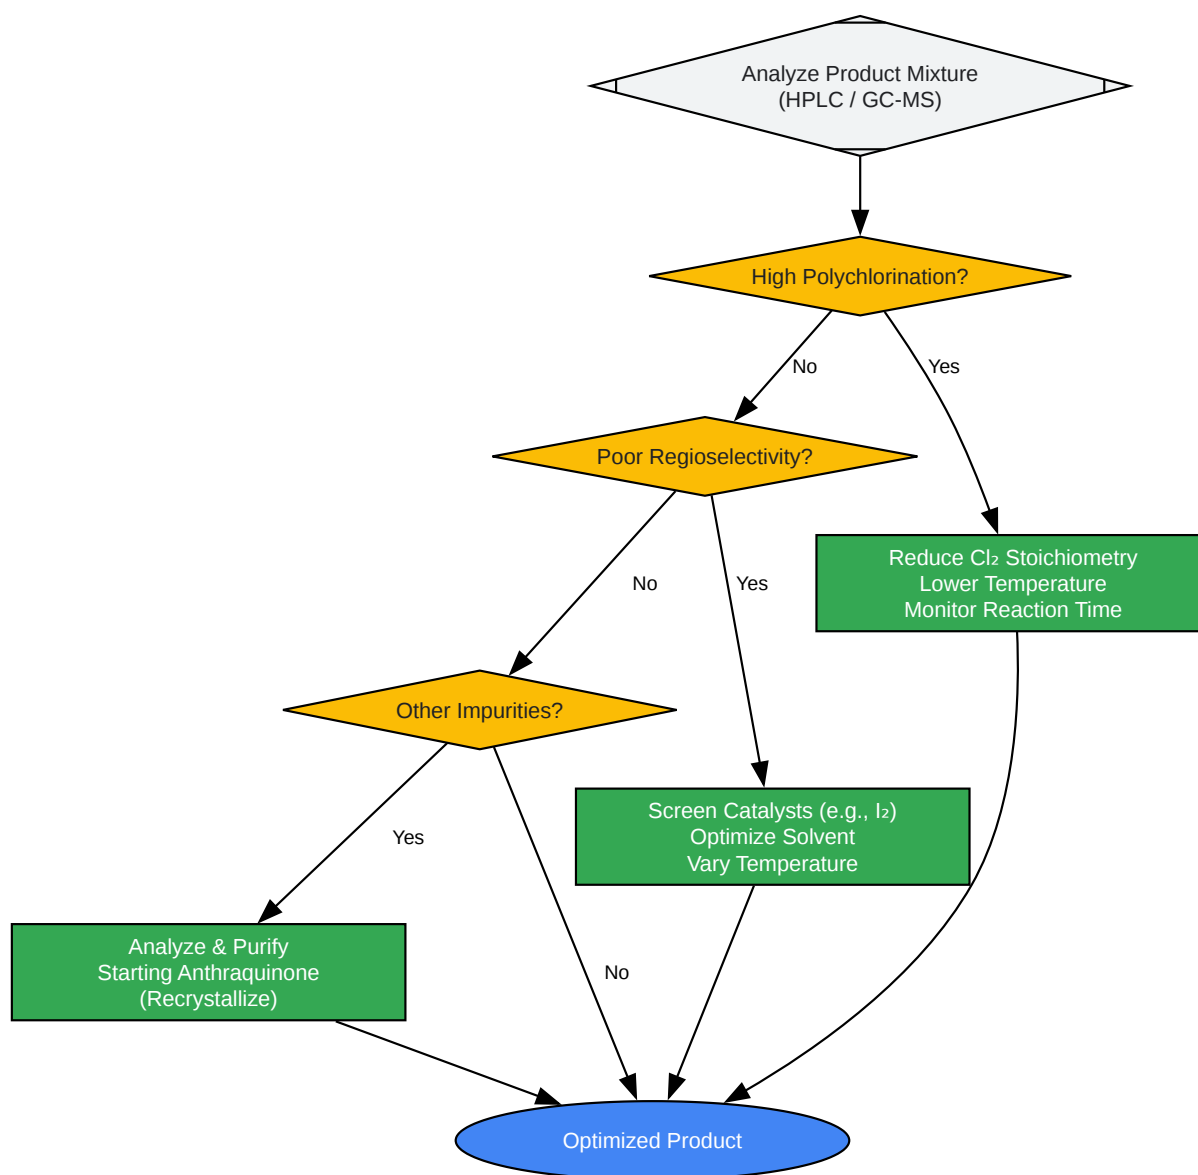 Analyze Product Mixture
(HPLC / GC-MS)
High Polychlorination?
No
Yes
Poor Regioselectivity?
Reduce Cl₂ Stoichiometry
Lower Temperature
Monitor Reaction Time
No
Yes
Other Impurities?
Screen Catalysts (e.g., I₂)
Optimize Solvent
Vary Temperature
Yes
Analyze & Purify
Starting Anthraquinone
(Recrystallize)
No
Optimized Product